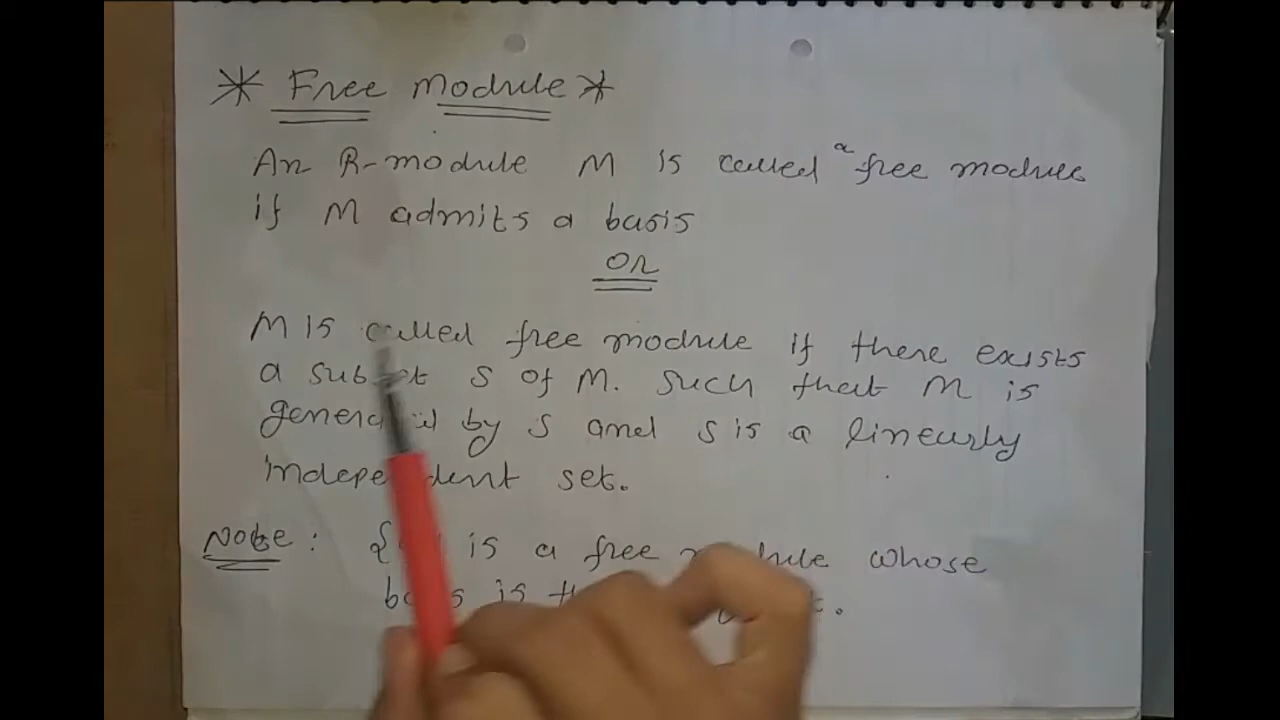 * Free module *
An R-module M is called a free module
if M admits a basis
OR
M is called free module if there exists
a subset S of M. Such that M is
generated by S and S is a linearly
independent set.
Note: is a free module whose
is